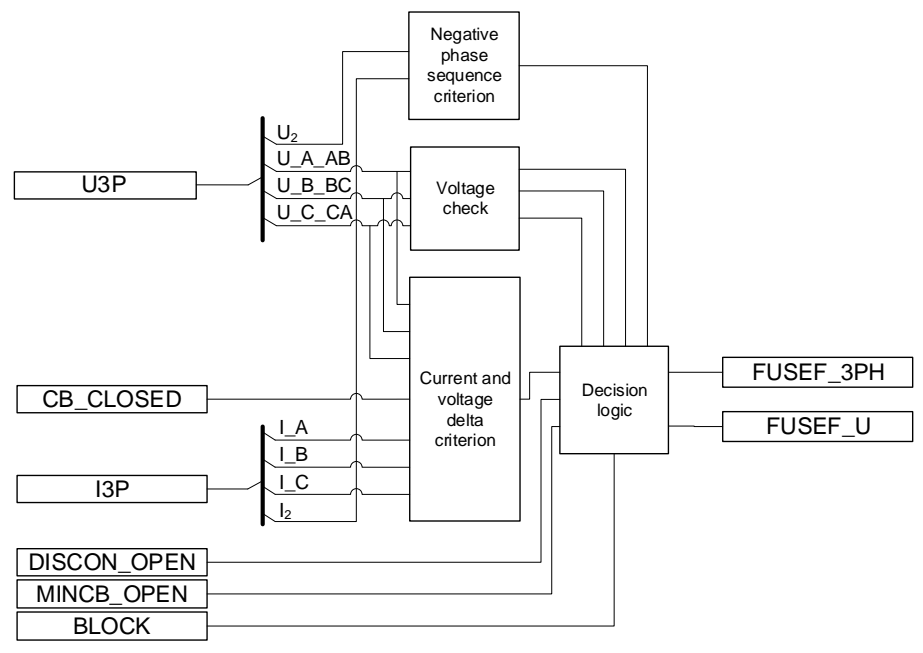 Negative
phase
sequence
criterion
U₂
U_A_AB
U3P
U_B_BC
U_C_CA
Voltage
check
Current and
voltage
delta
criterion
Decision
logic
FUSEF_3PH
FUSEF_U
CB_CLOSED
I_A
I_B
I3P
I_C
I₂
DISCON_OPEN
MINCB_OPEN
BLOCK